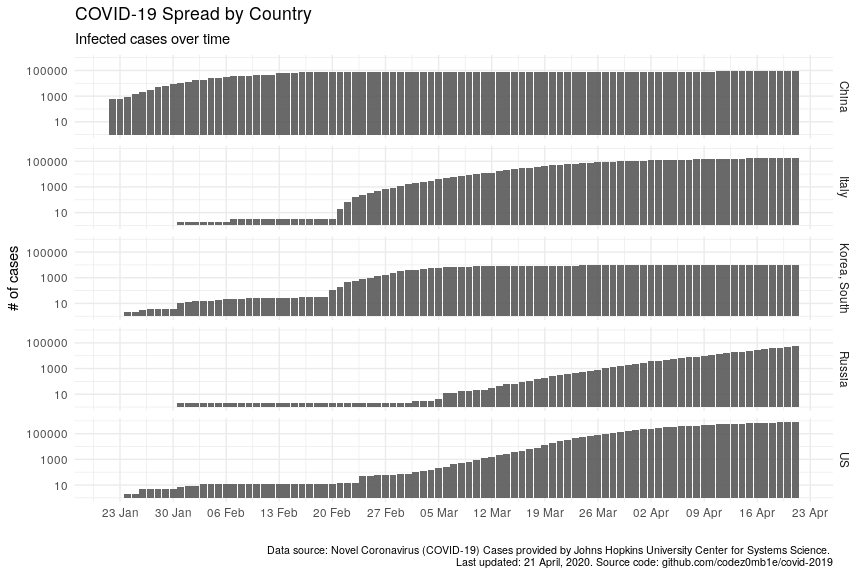 COVID-19 Spread by Country
Infected cases over time
# of cases
100000
1000
10
China
100000
1000
10
Italy
100000
1000
10
Korea, South
100000
1000
10
Russia
100000
1000
10
US
23 Jan 30 Jan 06 Feb 13 Feb 20 Feb 27 Feb 05 Mar 12 Mar 19 Mar 26 Mar 02 Apr 09 Apr 16 Apr 23 Apr
Data source: Novel Coronavirus (COVID-19) Cases provided by Johns Hopkins University Center for Systems Science.
Last updated: 21 April, 2020. Source code: github.com/codez0mb1e/covid-2019